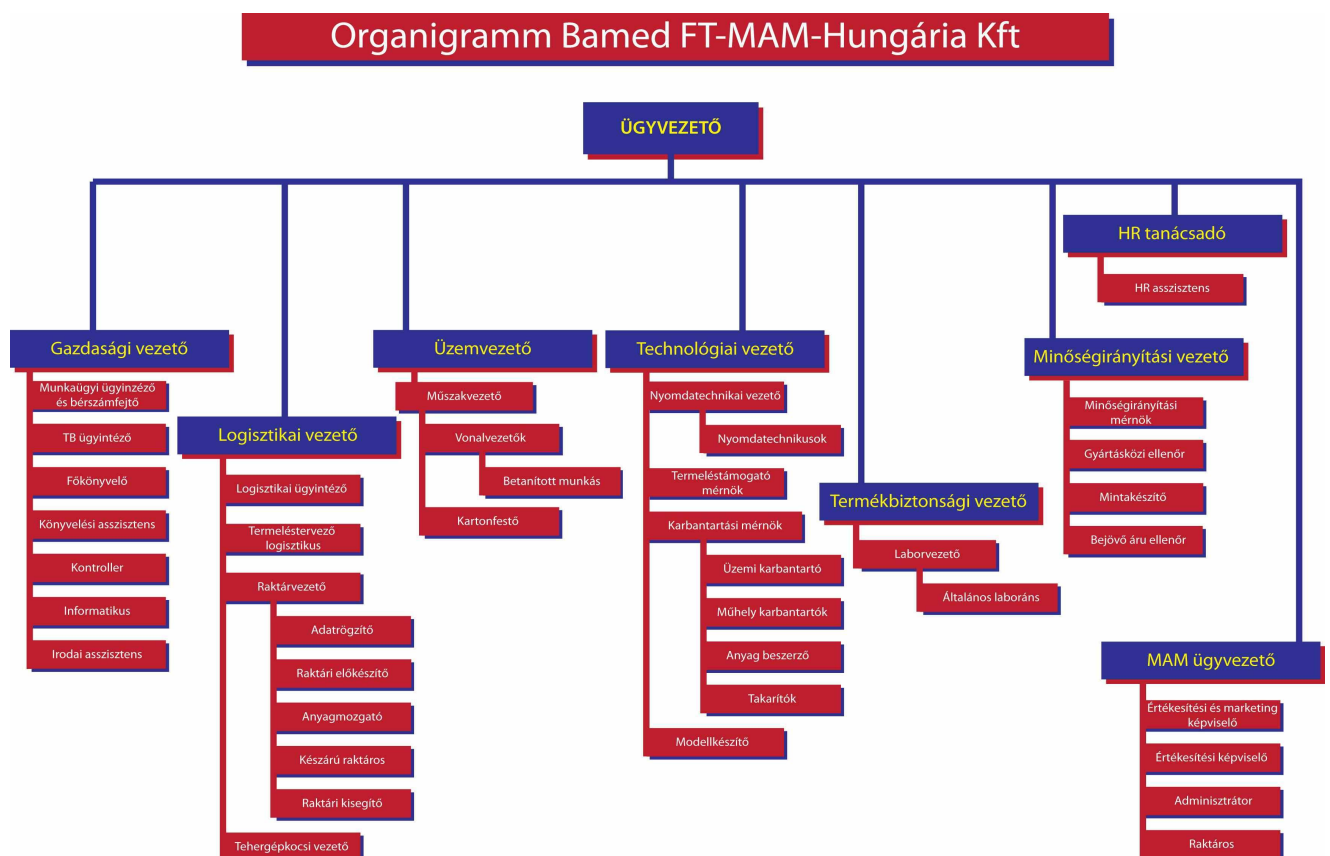 Organigramm Bamed FT-MAM-Hungária Kft
ÜGYVEZETŐ
HR tanácsadó
HR asszisztens
Gazdasági vezető
Munkaügyi ügyinzéző
és bérszámfejtő
TB ügyintéző
Főkönyvelő
Könyvelési asszisztens
Kontroller
Informatikus
Irodai asszisztens
Logisztikai vezető
Logisztikai ügyintéző
Termeléstervező
logisztikus
Raktárvezető
Adatrögzítő
Raktári előkészítő
Anyagmozgató
Készárú raktáros
Raktári kisegítő
Tehergépkocsi vezető
Üzemvezető
Műszakvezető
Vonalvezetők
Betanított munkás
Kartonfestő
Technológiai vezető
Nyomdatechnikai vezető
Nyomdatechnikusok
Termeléstámogató
mérnök
Karbantartási mérnök
Üzemi karbantartó
Műhely karbantartók
Anyag beszerző
Takarítók
Modellkészítő
Termékbiztonsági vezető
Laborvezető
Általános laboráns
Minőségirányítási vezető
Minőségirányítási
mérnök
Gyártásközi ellenőr
Mintakészítő
Bejövő áru ellenőr
MAM ügyvezető
Értékesítési és marketing
képviselő
Értékesítési képviselő
Adminisztrátor
Raktáros